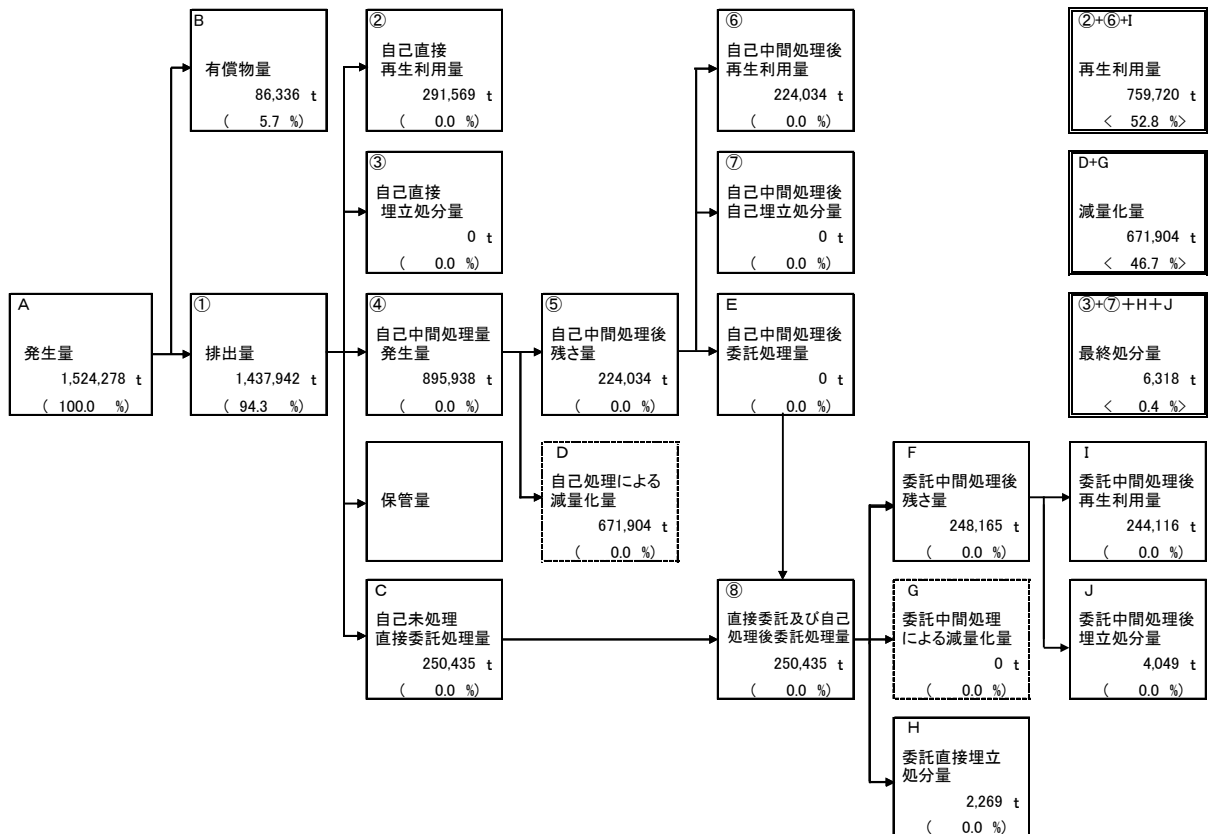 B
有償物量
86,336 t
( 5.7 %)
②
自己直接
再生利用量
291,569 t
( 0.0 %)
⑥
自己中間処理後
再生利用量
224,034 t
( 0.0 %)
②+⑥+I
再生利用量
759,720 t
< 52.8 %>
③
自己直接
埋立処分量
0 t
( 0.0 %)
⑦
自己中間処理後
自己埋立処分量
0 t
( 0.0 %)
D+G
減量化量
671,904 t
< 46.7 %>
A
発生量
1,524,278 t
( 100.0 %)
①
排出量
1,437,942 t
( 94.3 %)
④
自己中間処理量
発生量
895,938 t
( 0.0 %)
⑤
自己中間処理後
残さ量
224,034 t
( 0.0 %)
E
自己中間処理後
委託処理量
0 t
( 0.0 %)
③+⑦+H+J
最終処分量
6,318 t
< 0.4 %>
保管量
D
自己処理による
減量化量
671,904 t
( 0.0 %)
F
委託中間処理後
残さ量
248,165 t
( 0.0 %)
I
委託中間処理後
再生利用量
244,116 t
( 0.0 %)
C
自己未処理
直接委託処理量
250,435 t
( 0.0 %)
⑧
直接委託及び自己
処理後委託処理量
250,435 t
( 0.0 %)
G
委託中間処理
による減量化量
0 t
( 0.0 %)
J
委託中間処理後
埋立処分量
4,049 t
( 0.0 %)
H
委託直接埋立
処分量
2,269 t
( 0.0 %)